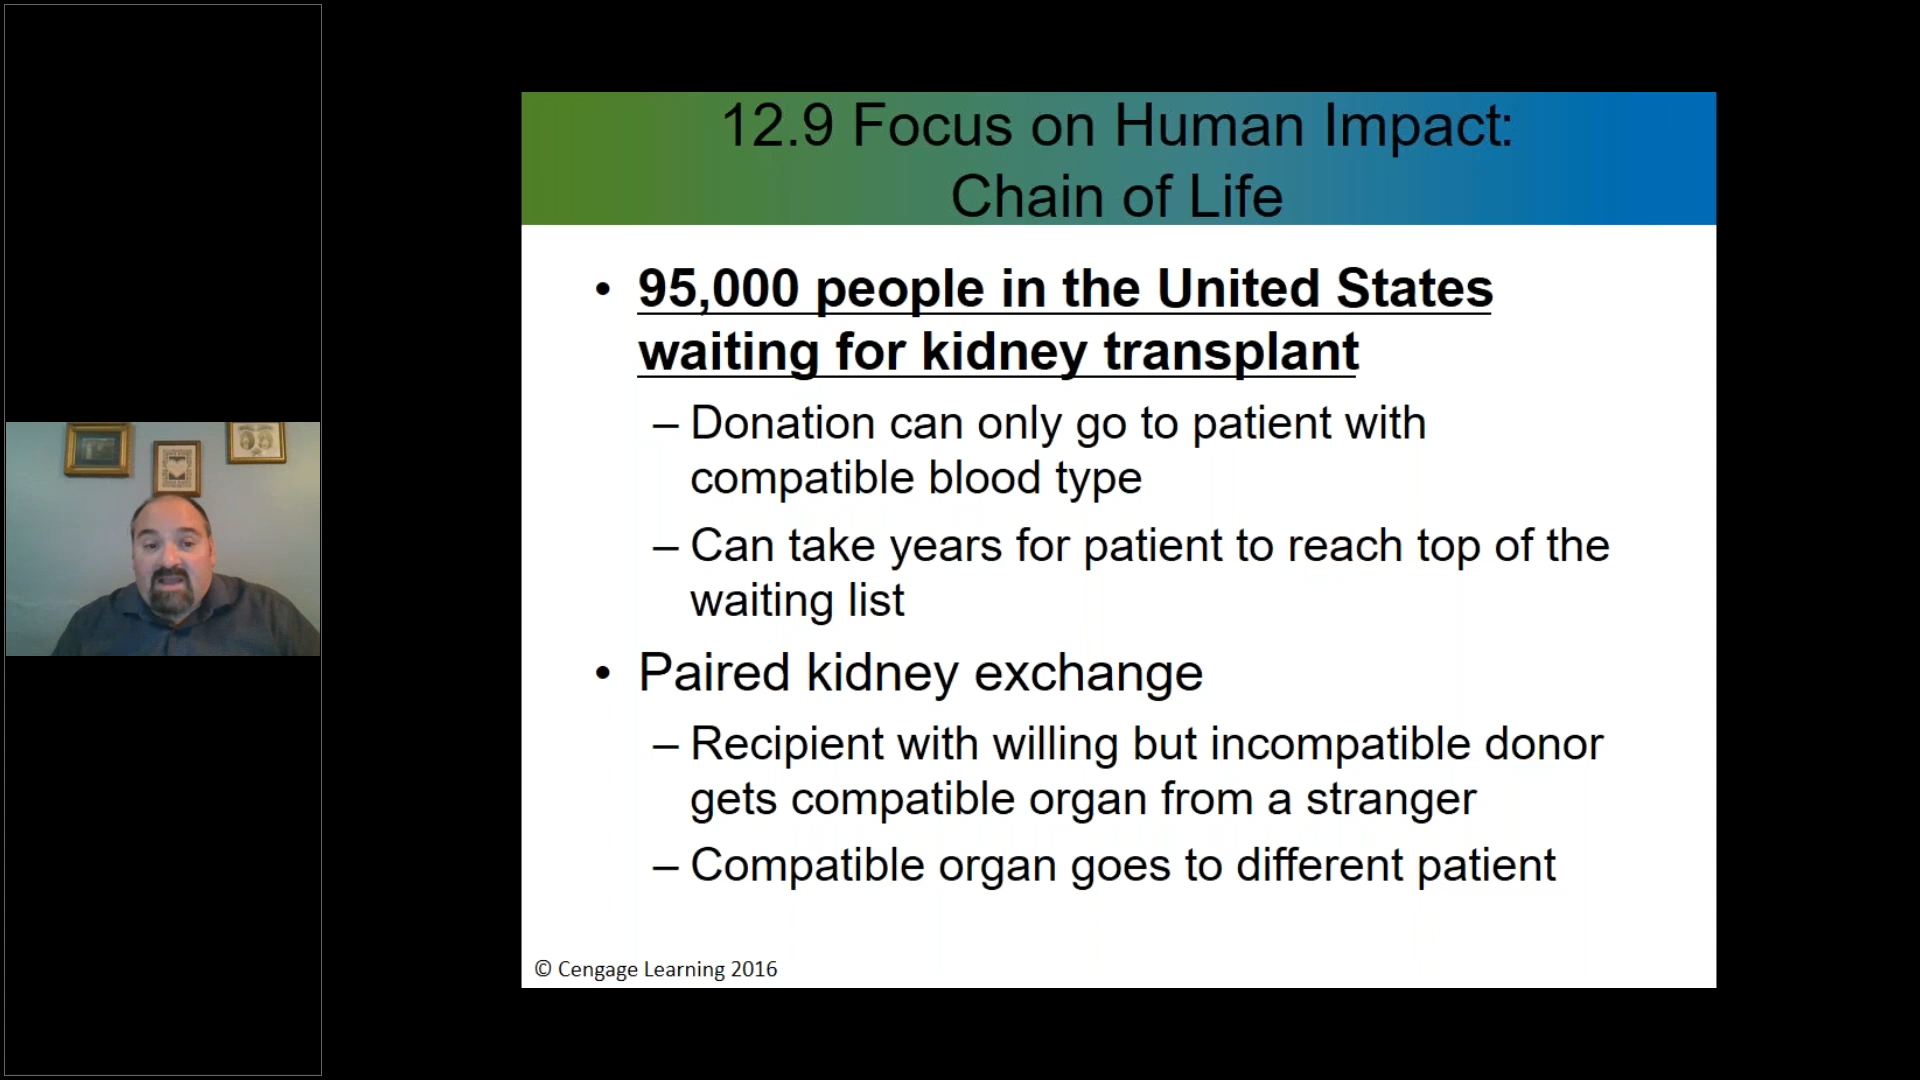 12.9 Focus on Human Impact:
Chain of Life
• 95,000 people in the United States
waiting for kidney transplant
– Donation can only go to patient with
compatible blood type
– Can take years for patient to reach top of the
waiting list
• Paired kidney exchange
– Recipient with willing but incompatible donor
gets compatible organ from a stranger
– Compatible organ goes to different patient
© Cengage Learning 2016